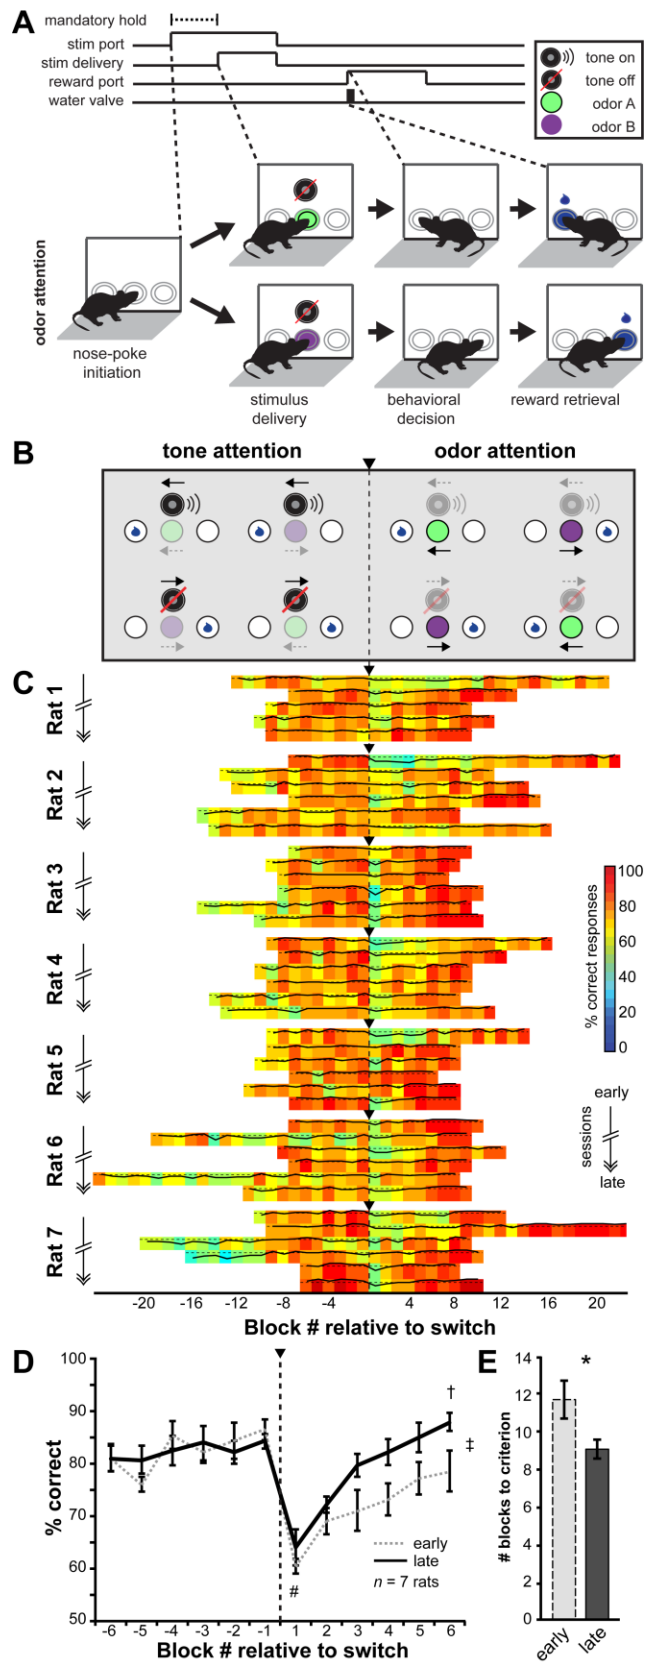 A
mandatory hold
stim port
stim delivery
reward port
water valve
tone on
tone off
odor A
odor B
odor attention
nose-poke
initiation
stimulus
delivery
behavioral
decision
reward retrieval
B
tone attention
odor attention
C
Rat 1
Rat 2
Rat 3
Rat 4
Rat 5
Rat 6
Rat 7
% correct responses
100
80
60
40
20
0
sessions
early
late
-20 -16 -12 -8 -4 4 8 12 16 20
Block # relative to switch
D
% correct
100
90
80
70
60
50
†
‡
#
early
late
n = 7 rats
-6 -5 -4 -3 -2 -1 1 2 3 4 5 6
Block # relative to switch
E
# blocks to criterion
14
12
10
8
6
4
2
0
*
early
late